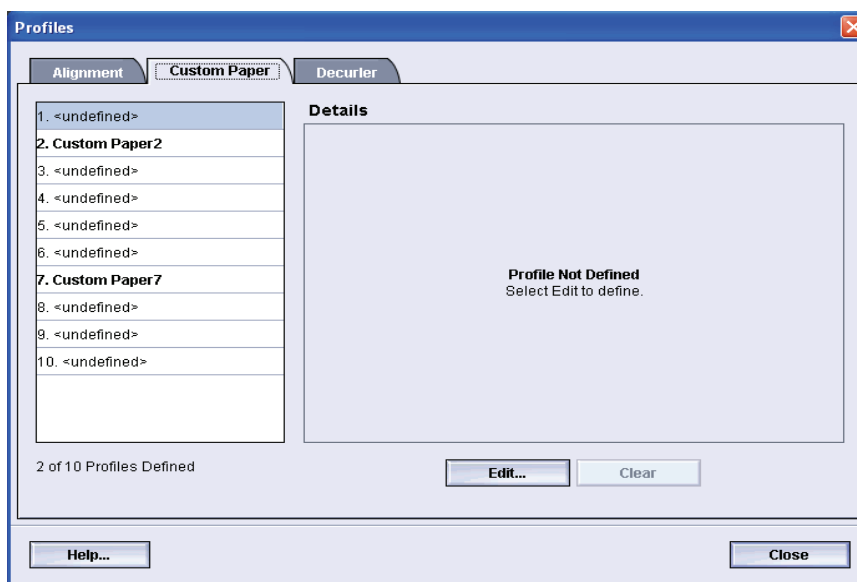 Profiles
Alignment
Custom Paper
Decurler
1. <undefined>
2. Custom Paper2
3. <undefined>
4. <undefined>
5. <undefined>
6. <undefined>
7. Custom Paper7
8. <undefined>
9. <undefined>
10. <undefined>
2 of 10 Profiles Defined
Details
Profile Not Defined
Select Edit to define.
Edit...
Clear
Help...
Close